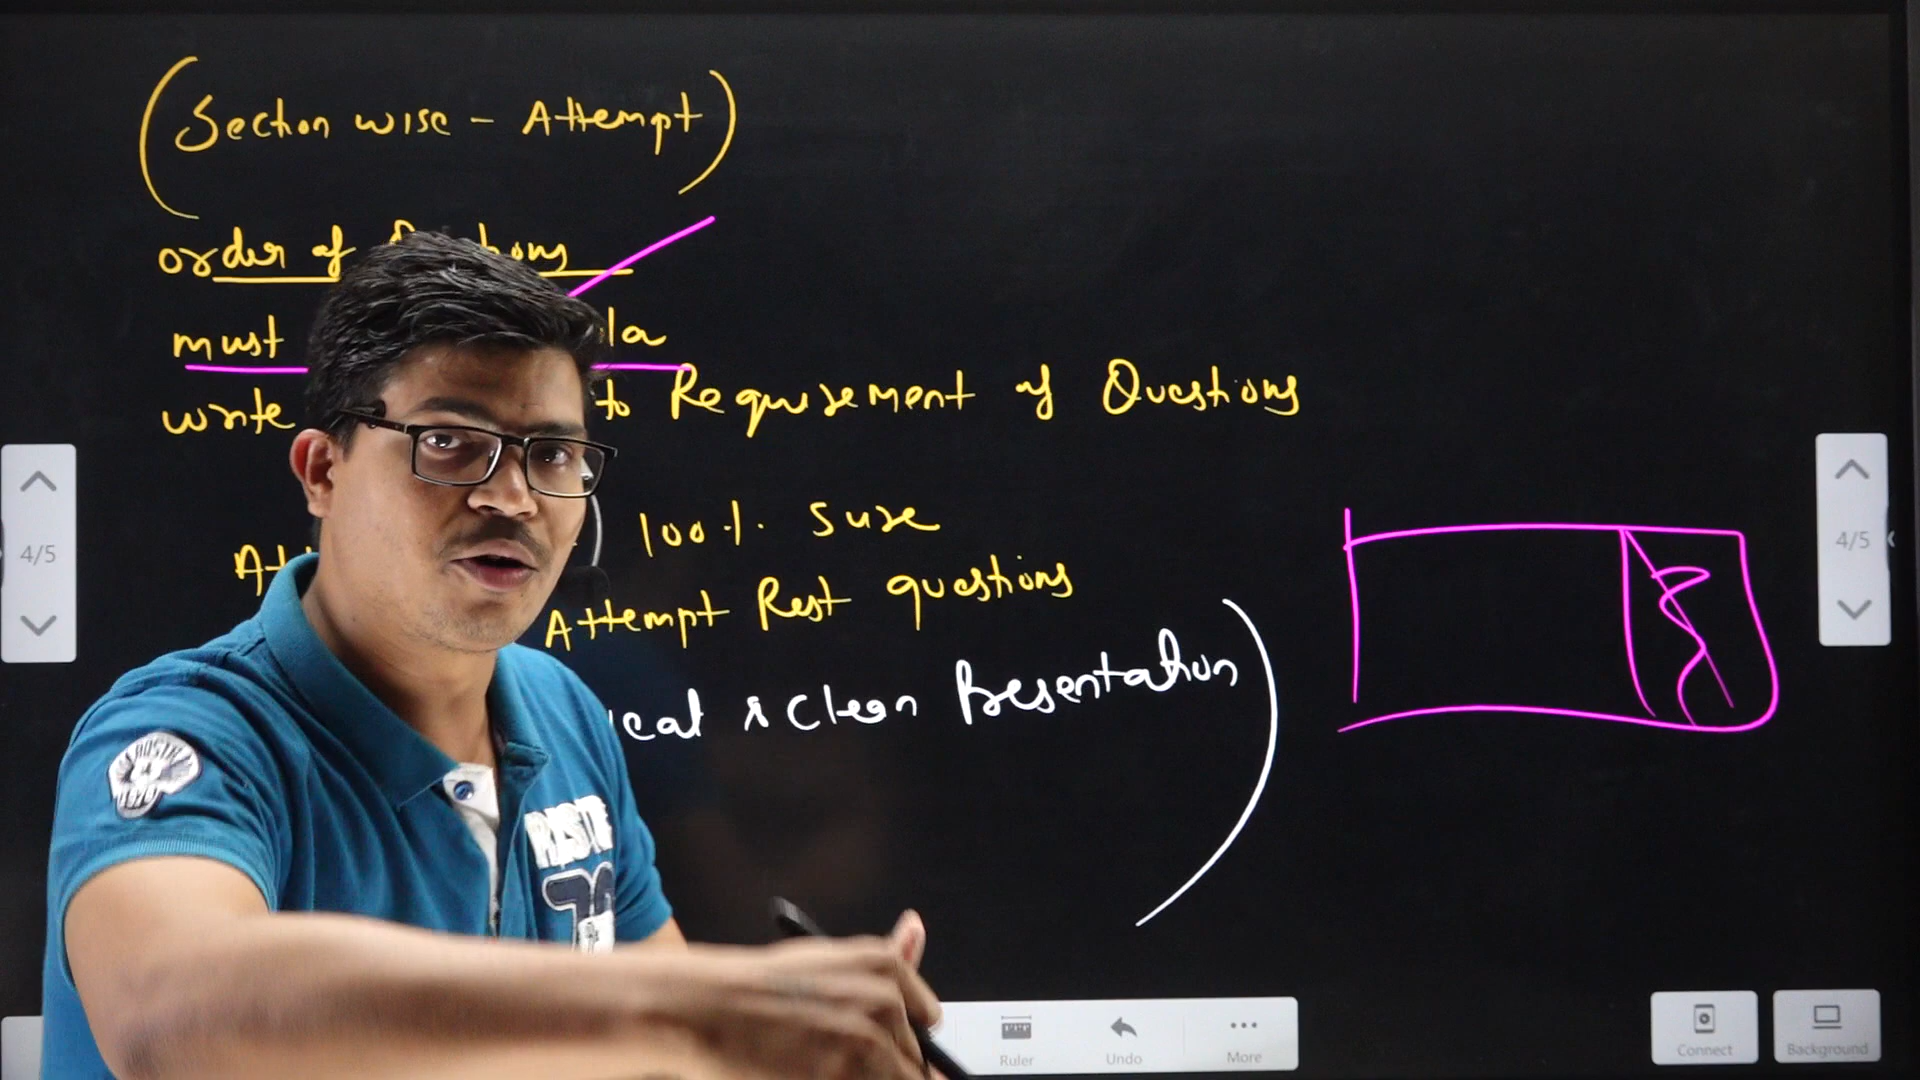 (Section wise - Attempt)
order of
must
write to Requirement of Questions
100%. sure
Attempt Rest questions
& Clean Presentation
4/5
4/5
Ruler
Undo
More
Connect
Background